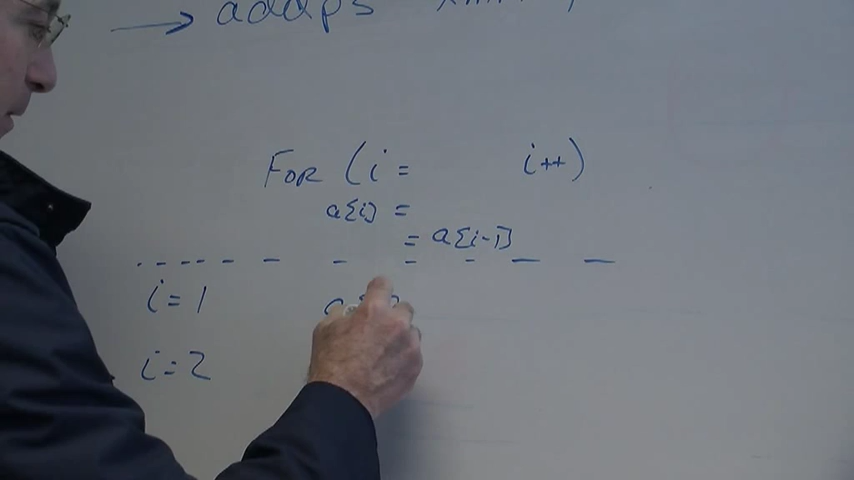 → addps
For (i =        i++)
a[i] =
= a[i-1]
i = 1
i = 2